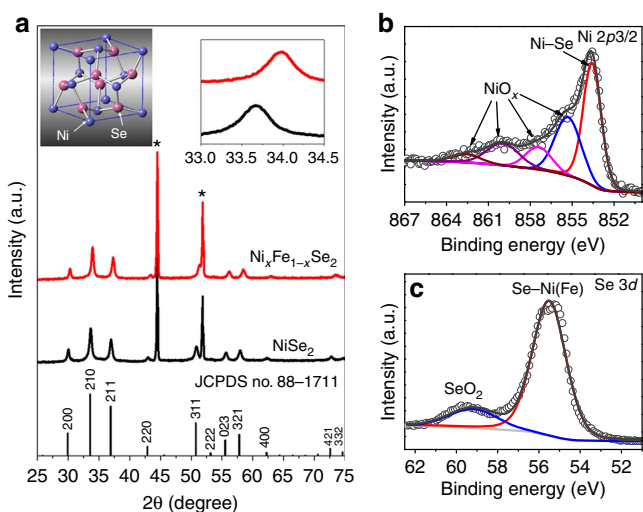 a
Ni
Se
33.0 33.5 34.0 34.5
*
*
NiₓFe₁₋ₓSe₂
NiSe₂
JCPDS no. 88–1711
200
210
211
220
311
222
023
321
400
421
332
25 30 35 40 45 50 55 60 65 70 75
2θ (degree)
Intensity (a.u.)
b
Ni 2p3/2
Ni–Se
NiOₓ
867 861 858 855 852
Binding energy (eV)
Intensity (a.u.)
c
Se 3d
Se–Ni(Fe)
SeO₂
62 60 58 56 54 52
Binding energy (eV)
Intensity (a.u.)